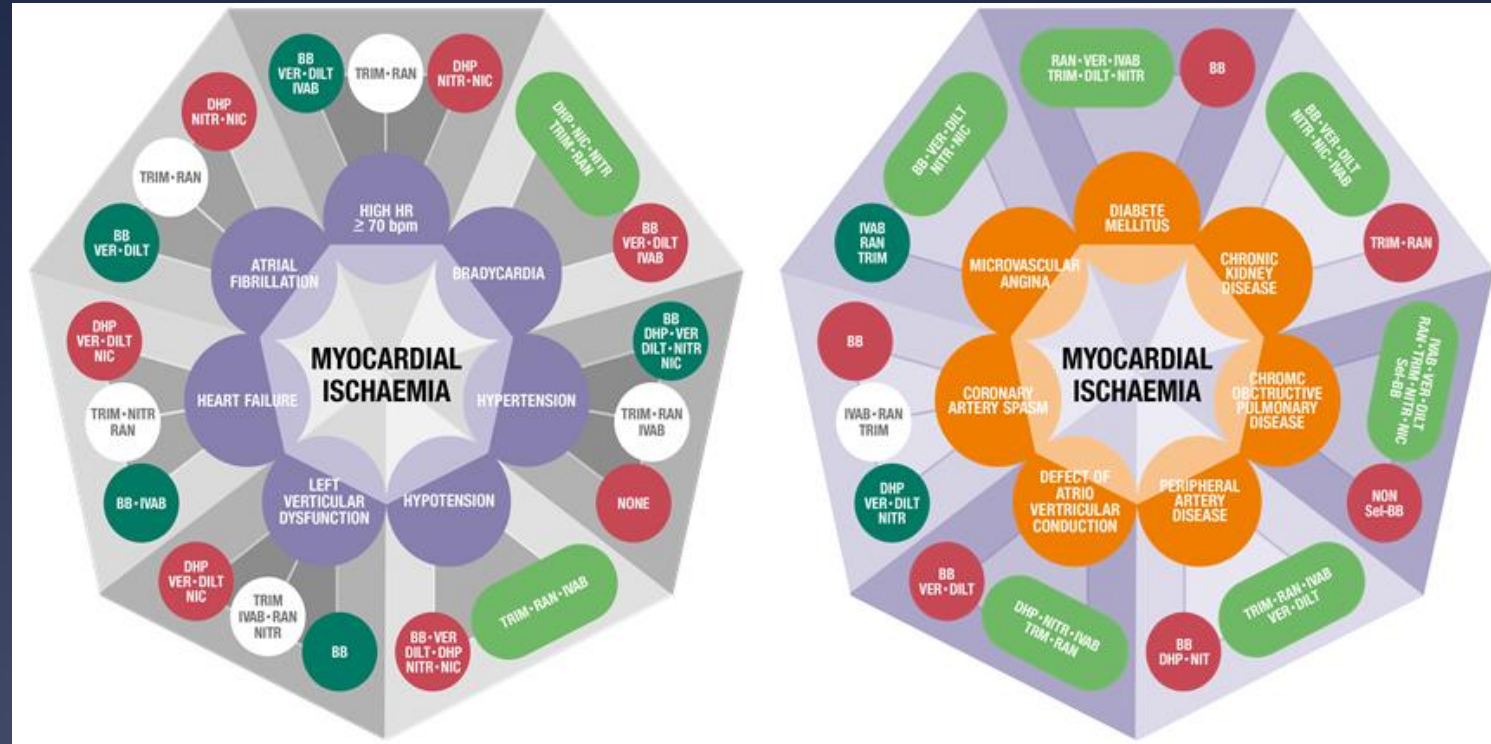 BB
VER•DILT
IVAB
TRIM•RAN
DHP
NITR•NIC
HIGH HR
≥ 70 bpm
DHP•NIC•NITR
TRIM•RAN
BB
VER•DILT
IVAB
BRADYCARDIA
BB
DHP•VER
DILT•NITR
NIC
TRIM•RAN
IVAB
NONE
HYPERTENSION
TRIM•RAN•IVAB
BB•VER
DILT•DHP
NITR•NIC
HYPOTENSION
BB
TRIM
IVAB•RAN
NITR
DHP
VER•DILT
NIC
LEFT
VERTICULAR
DYSFUNCTION
BB•IVAB
TRIM•NITR
RAN
DHP
VER•DILT
NIC
HEART FAILURE
BB
VER•DILT
TRIM•RAN
DHP
NITR•NIC
ATRIAL
FIBRILLATION
MYOCARDIAL
ISCHAEMIA
RAN•VER•IVAB
TRIM•DILT•NITR
BB
DIABETE
MELLITUS
BB•VER•DILT
NITR•NIC•IVAB
TRIM•RAN
CHRONIC
KIDNEY
DISEASE
IVAB•VER•DILT
RAN•TRIM•NITR•NIC
Sel-BB
NON
Sel-BB
CHROMC
OBCTRUCTIVE
PULMONARY
DISEASE
TRIM•RAN•IVAB
VER•DILT
BB
DHP•NIT
PERIPHERAL
ARTERY
DISEASE
DHP•NITR•IVAB
TRM•RAN
BB
VER•DILT
DEFECT OF
ATRIO
VERTRICULAR
CONDUCTION
DHP
VER•DILT
NITR
IVAB•RAN
TRIM
BB
CORONARY
ARTERY SPASM
IVAB
RAN
TRIM
BB•VER•DILT
NITR•NIC
MICROVASCULAR
ANGINA
MYOCARDIAL
ISCHAEMIA